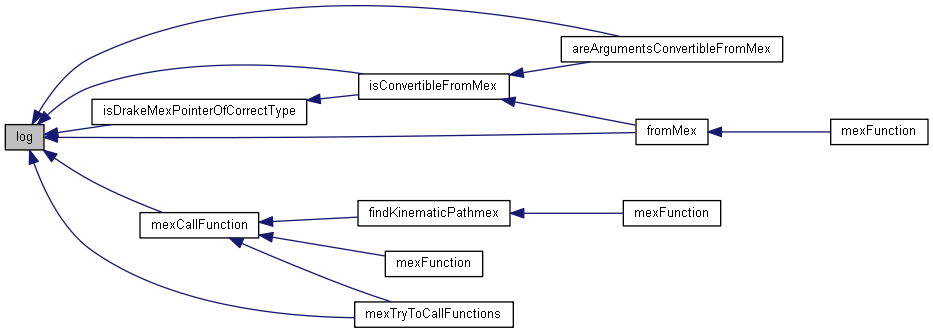 areArgumentsConvertibleFromMex
isConvertibleFromMex
isDrakeMexPointerOfCorrectType
log
fromMex
mexFunction
findKinematicPathmex
mexFunction
mexCallFunction
mexFunction
mexTryToCallFunctions